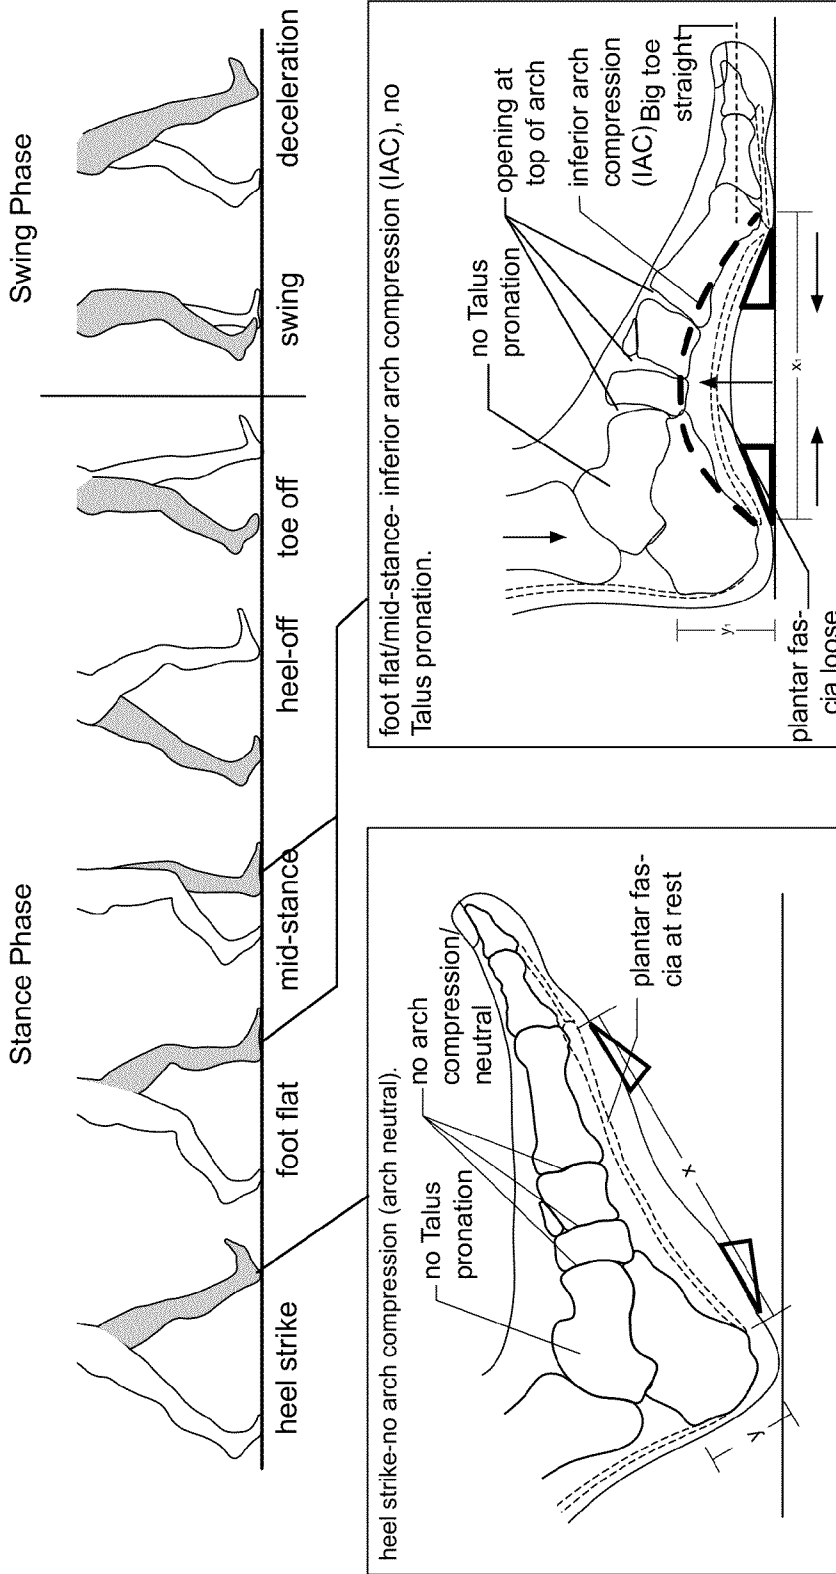 Stance Phase
Swing Phase
heel strike
foot flat
mid-stance
heel-off
toe off
swing
deceleration
heel strike-no arch compression (arch neutral).
no Talus
pronation
no arch
compression
neutral
plantar fas-
cia at rest
x
y
foot flat/mid-stance- inferior arch compression (IAC), no
Talus pronation.
no Talus
pronation
opening at
top of arch
inferior arch
compression
(IAC)
Big toe
straight
plantar fas-
cia loose
x₁
y₁